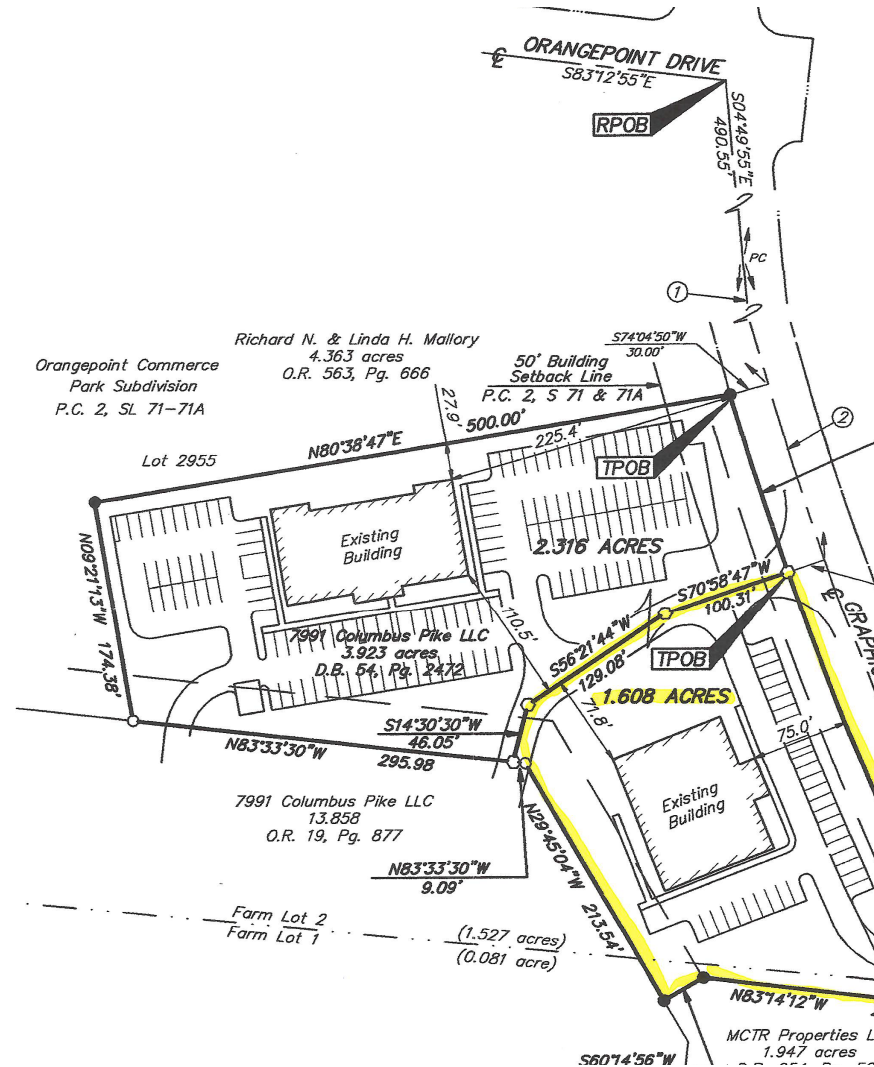 ℄ ORANGEPOINT DRIVE
S83°12'55"E
RPOB
S04°49'55"E
490.55'
PC
1
S74°04'50"W
30.00'
Richard N. & Linda H. Mallory
4.363 acres
O.R. 563, Pg. 666
50' Building
Setback Line
P.C. 2, S 71 & 71A
Orangepoint Commerce
Park Subdivision
P.C. 2, SL 71-71A
27.9'
500.00'
N80°38'47"E
225.4'
2
Lot 2955
TPOB
Existing
Building
2.316 ACRES
N09°21'13"W
174.38'
S70°58'47"W
100.31'
℄ GRAPHI
110.5'
S56°21'44"W
129.08'
7991 Columbus Pike LLC
3.923 acres
D.B. 54, Pg. 2472
TPOB
1.608 ACRES
71.8'
S14°30'30"W
46.05'
75.0'
N83°33'30"W
295.98
Existing
Building
7991 Columbus Pike LLC
13.858
O.R. 19, Pg. 877
N29°45'04"W
213.54'
N83°33'30"W
9.09'
Farm Lot 2
Farm Lot 1
(1.527 acres)
(0.081 acre)
N83°14'12"W
MCTR Properties L
1.947 acres
S60°14'56"W